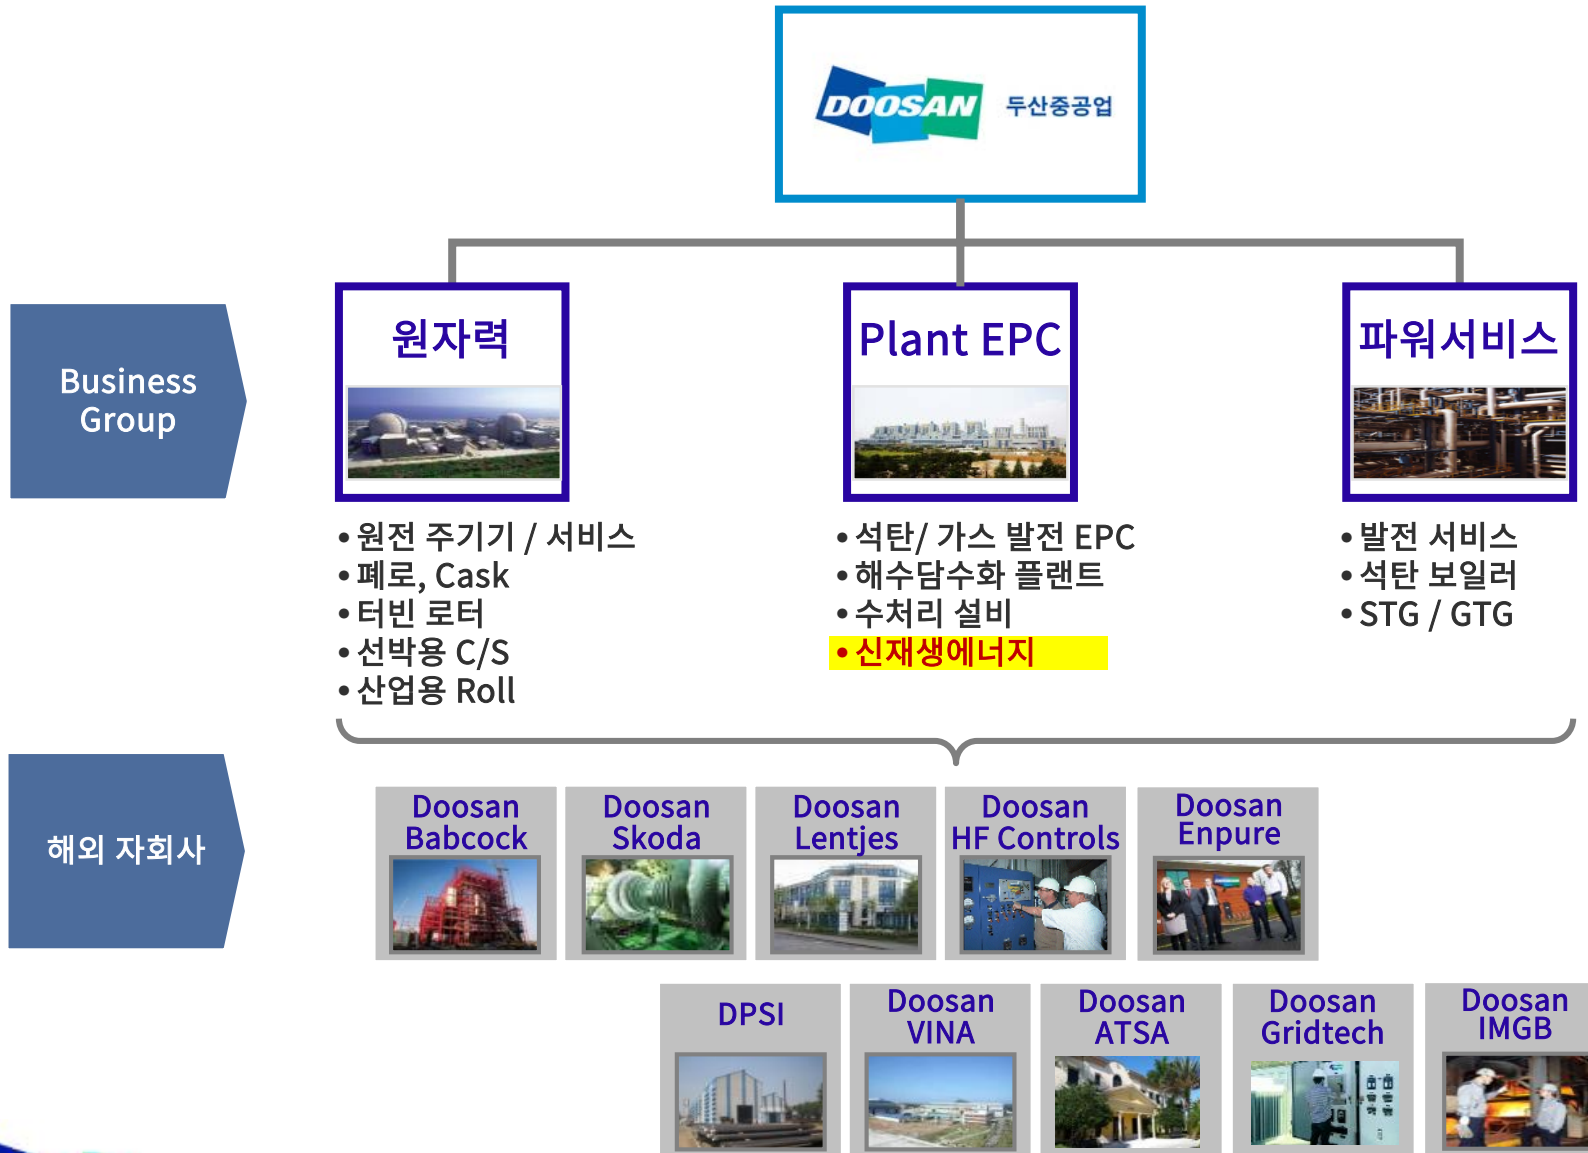 DOOSAN 두산중공업
Business
Group
원자력
Plant EPC
파워서비스
• 원전 주기기 / 서비스
• 폐로, Cask
• 터빈 로터
• 선박용 C/S
• 산업용 Roll
• 석탄/ 가스 발전 EPC
• 해수담수화 플랜트
• 수처리 설비
• 신재생에너지
• 발전 서비스
• 석탄 보일러
• STG / GTG
해외 자회사
Doosan
Babcock
Doosan
Skoda
Doosan
Lentjes
Doosan
HF Controls
Doosan
Enpure
DPSI
Doosan
VINA
Doosan
ATSA
Doosan
Gridtech
Doosan
IMGB